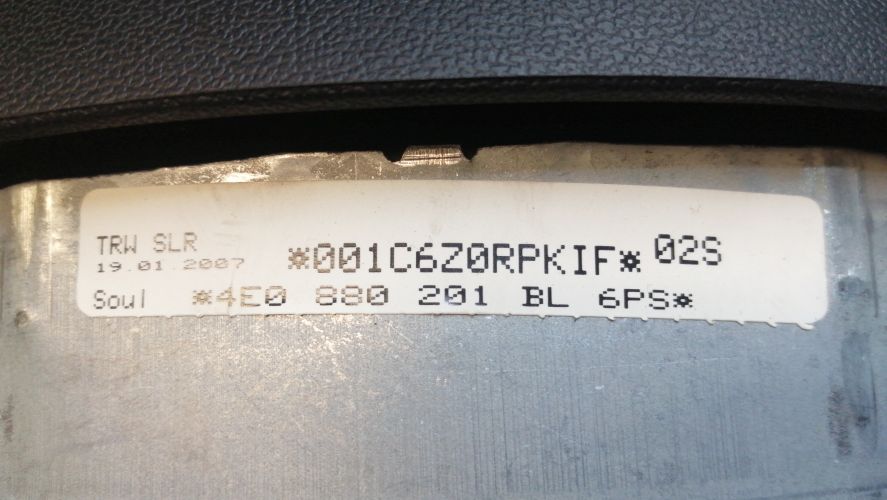 TRW SLR
19.01.2007
*001C6Z0RPKIF* 02S
Soul *4E0 880 201 BL 6PS*